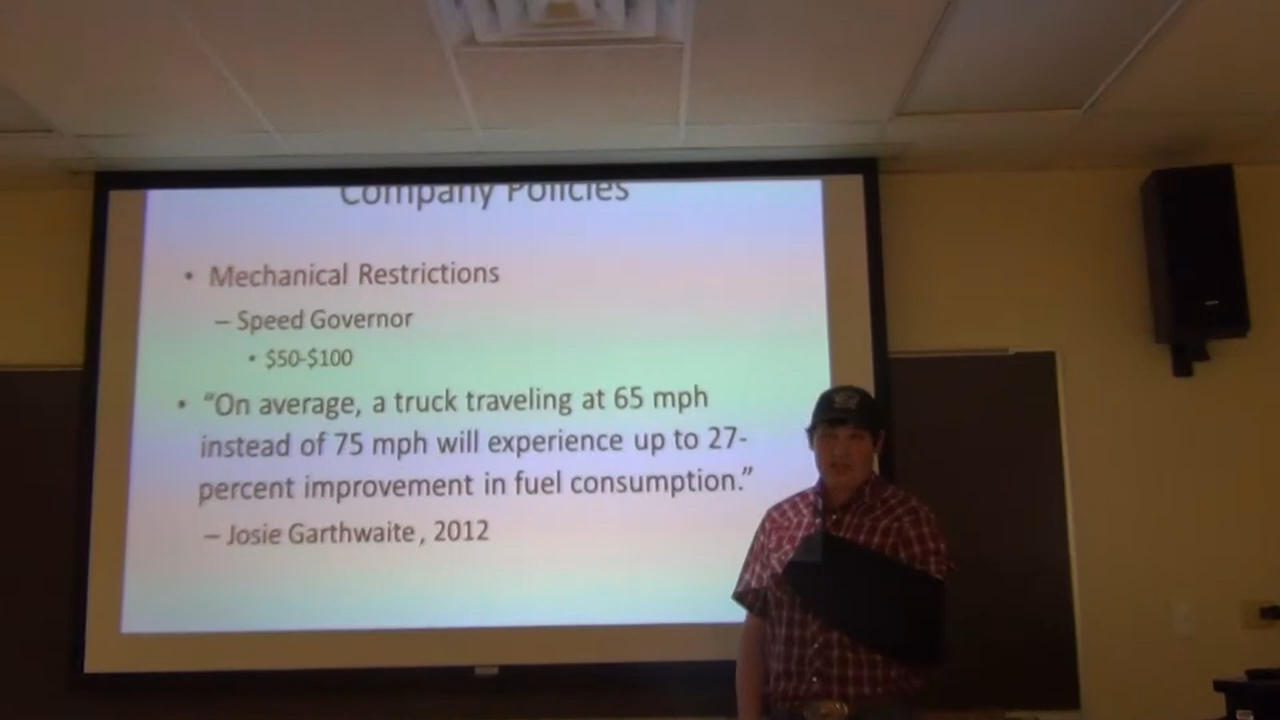 Company Policies
• Mechanical Restrictions
– Speed Governor
• $50-$100
• “On average, a truck traveling at 65 mph
instead of 75 mph will experience up to 27-
percent improvement in fuel consumption.”
– Josie Garthwaite, 2012